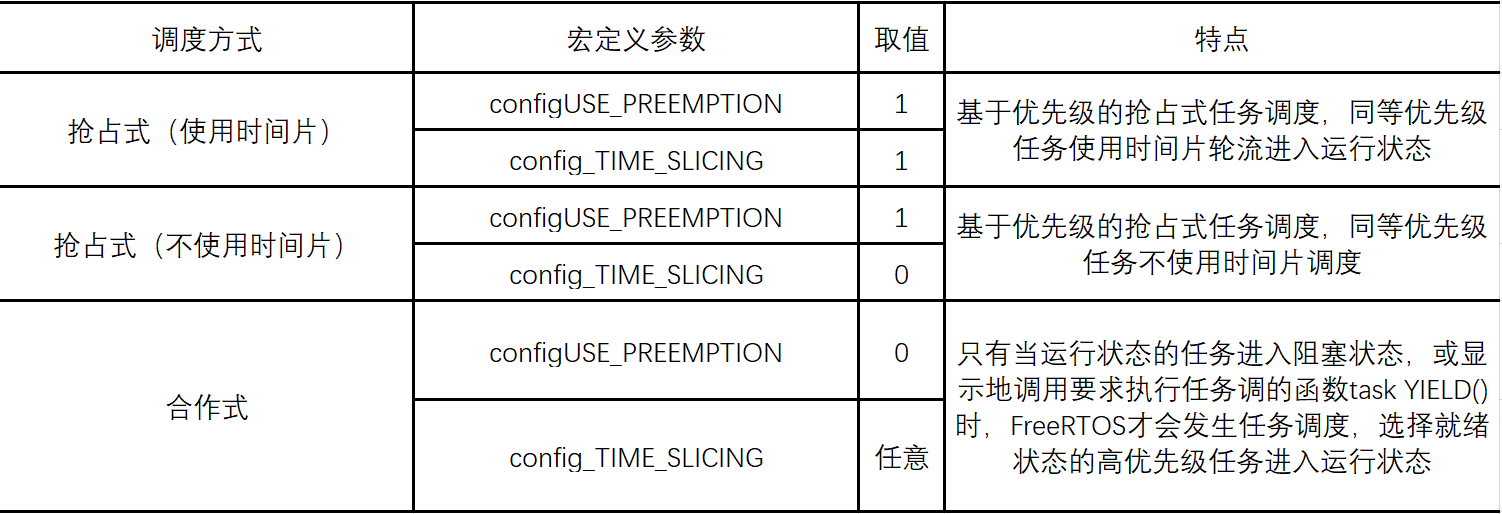 调度方式
宏定义参数
取值
特点
抢占式（使用时间片）
configUSE_PREEMPTION
1
config_TIME_SLICING
1
基于优先级的抢占式任务调度，同等优先级
任务使用时间片轮流进入运行状态
抢占式（不使用时间片）
configUSE_PREEMPTION
1
config_TIME_SLICING
0
基于优先级的抢占式任务调度，同等优先级
任务不使用时间片调度
合作式
configUSE_PREEMPTION
0
config_TIME_SLICING
任意
只有当运行状态的任务进入阻塞状态，或显
示地调用要求执行任务调的函数task YIELD()
时，FreeRTOS才会发生任务调度，选择就绪
状态的高优先级任务进入运行状态